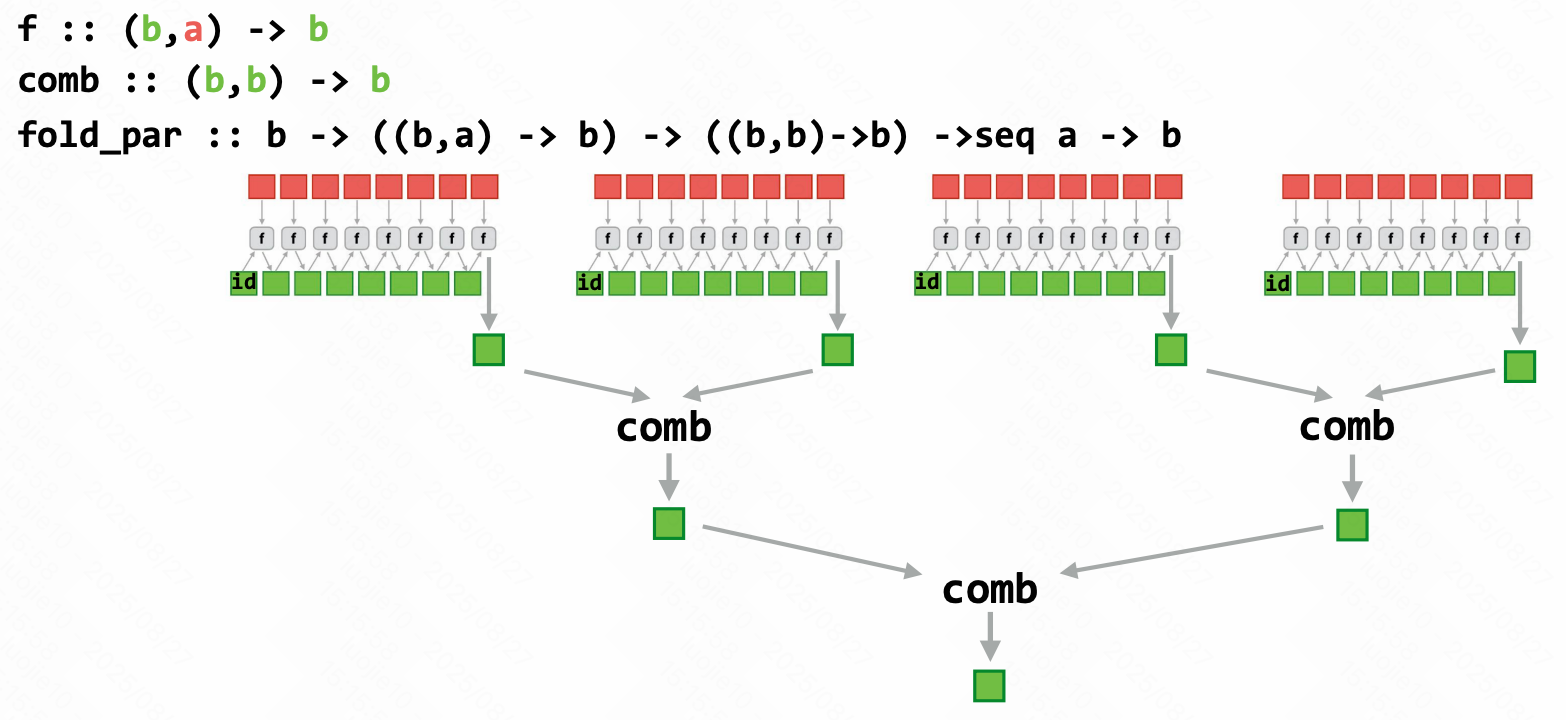 f :: (b,a) -> b
comb :: (b,b) -> b
fold_par :: b -> ((b,a) -> b) -> ((b,b)->b) ->seq a -> b
f f f f f f f f f f f f f f f f f f f f f f f f f f f f f f f f
id id id id
comb comb
comb